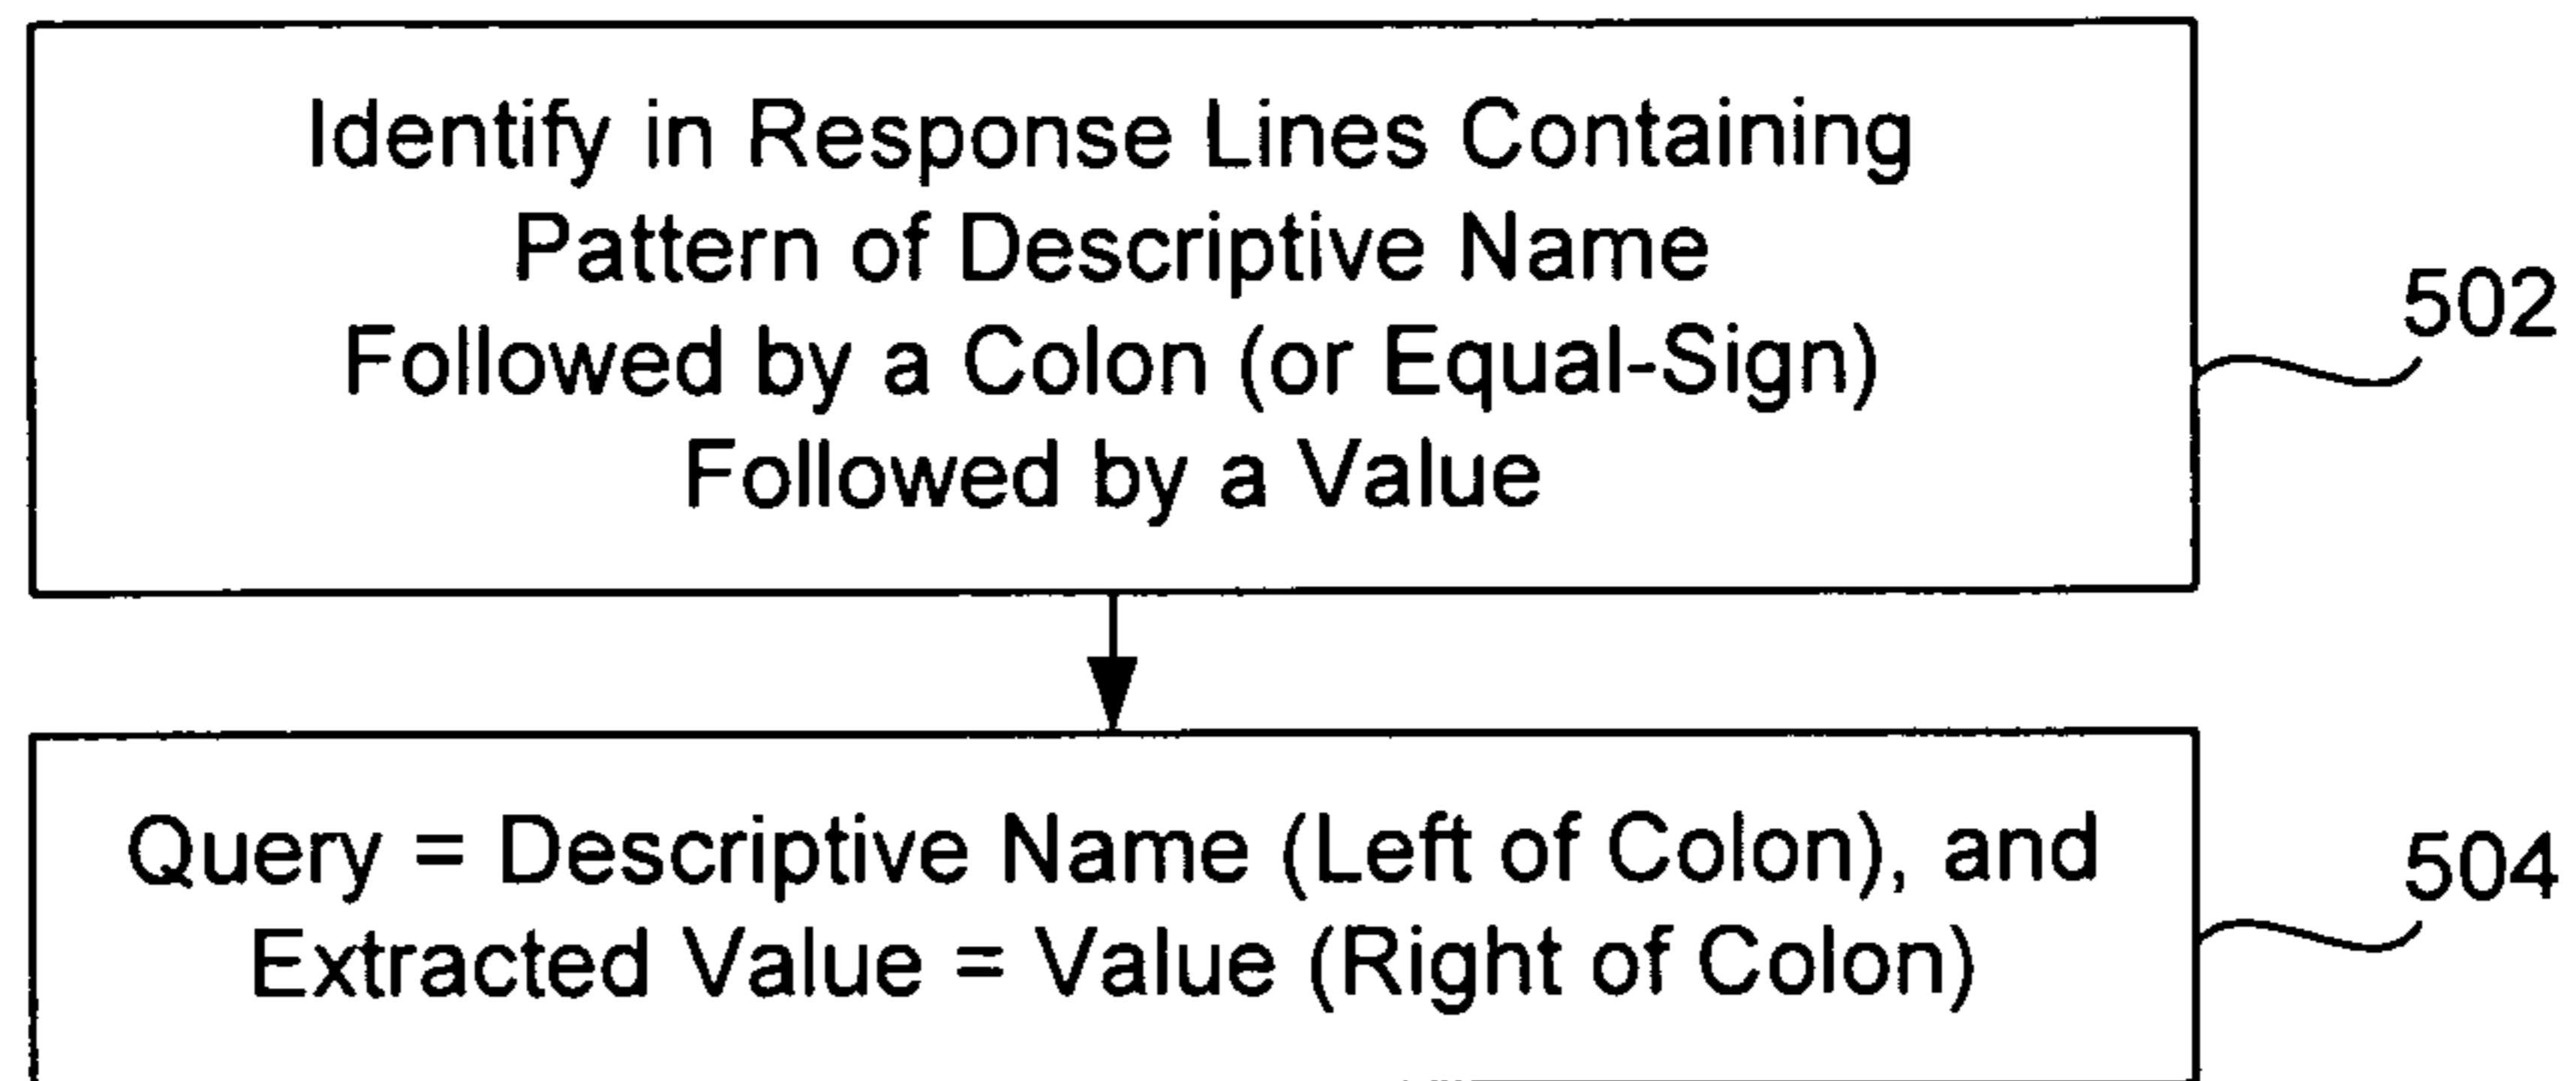 Identify in Response Lines Containing
Pattern of Descriptive Name
Followed by a Colon (or Equal-Sign)
Followed by a Value
502
Query = Descriptive Name (Left of Colon), and
Extracted Value = Value (Right of Colon)
504